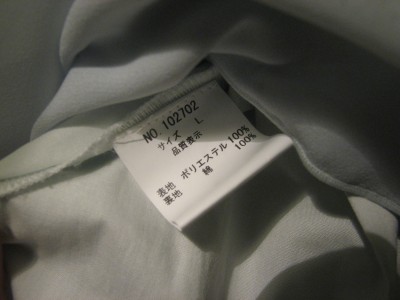 NO. 102702
サイズ L
品質表示
表地 ポリエステル 100%
裏地 綿 100%